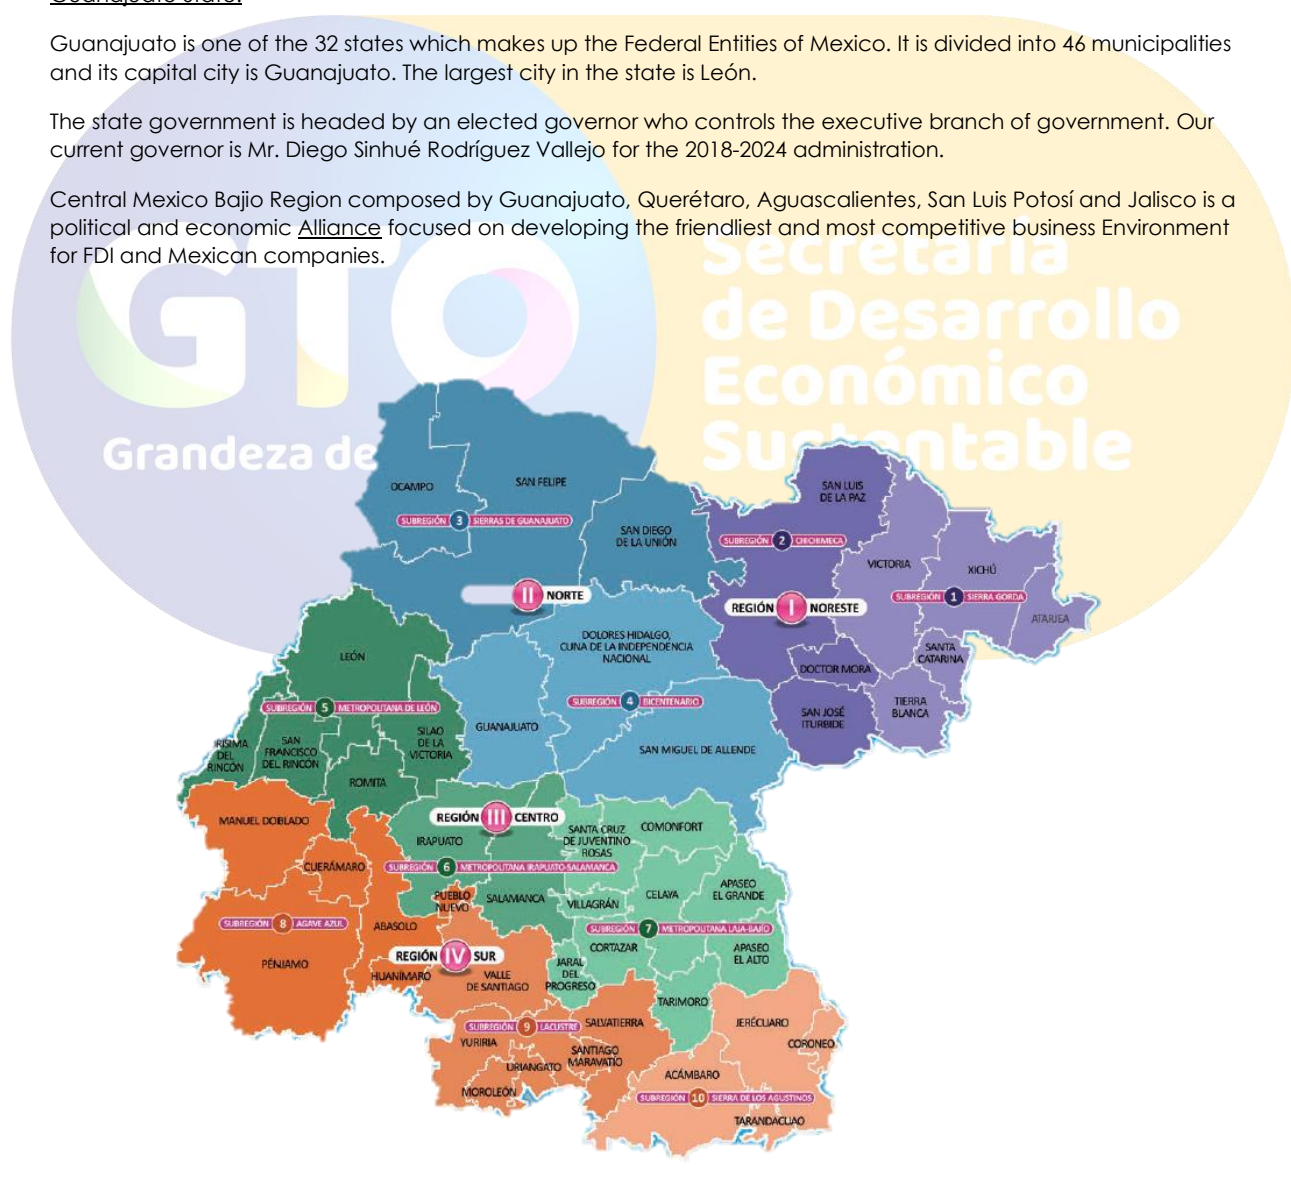 Guanajuato state.
Guanajuato is one of the 32 states which makes up the Federal Entities of Mexico. It is divided into 46 municipalities
and its capital city is Guanajuato. The largest city in the state is León.
The state government is headed by an elected governor who controls the executive branch of government. Our
current governor is Mr. Diego Sinhué Rodríguez Vallejo for the 2018-2024 administration.
Central Mexico Bajio Region composed by Guanajuato, Querétaro, Aguascalientes, San Luis Potosí and Jalisco is a
political and economic Alliance focused on developing the friendliest and most competitive business Environment
for FDI and Mexican companies.
GTO
Grandeza de
Secretaría
de Desarrollo
Económico
Sustentable
OCAMPO
SAN FELIPE
SUBREGIÓN 3 SIERRAS DE GUANAJUATO
SAN DIEGO
DE LA UNIÓN
II NORTE
SAN LUIS
DE LA PAZ
SUBREGIÓN 2 CHICHIMECA
VICTORIA
XICHÚ
SUBREGIÓN 1 SIERRA GORDA
ATARJEA
REGIÓN I NORESTE
SANTA
CATARINA
DOCTOR MORA
TIERRA
BLANCA
SAN JOSÉ
ITURBIDE
DOLORES HIDALGO,
CUNA DE LA INDEPENDENCIA
NACIONAL
SUBREGIÓN 4 BICENTENARIO
GUANAJUATO
SAN MIGUEL DE ALLENDE
LEÓN
SUBREGIÓN 5 METROPOLITANA DE LEÓN
SILAO
DE LA
VICTORIA
RÍSIMA
DEL
RINCÓN
SAN
FRANCISCO
DEL RINCÓN
ROMITA
MANUEL DOBLADO
CUERÁMARO
REGIÓN III CENTRO
IRAPUATO
SUBREGIÓN 6 METROPOLITANA IRAPUATO-SALAMANCA
SANTA CRUZ
DE JUVENTINO
ROSAS
COMONFORT
PUEBLO
NUEVO
SALAMANCA
VILLAGRÁN
CELAYA
APASEO
EL GRANDE
SUBREGIÓN 7 METROPOLITANA LAJA-BAJÍO
CORTAZAR
APASEO
EL ALTO
SUBREGIÓN 8 AGAVE AZUL
ABASOLO
PÉNJAMO
REGIÓN IV SUR
HUANÍMARO
VALLE
DE SANTIAGO
JARAL
DEL
PROGRESO
TARIMORO
SUBREGIÓN 9 LACUSTRE
SALVATIERRA
YURIRIA
SANTIAGO
MARAVATÍO
URIANGATO
MOROLEÓN
JERÉCUARO
CORONEO
ACÁMBARO
SUBREGIÓN 10 SIERRA DE LOS AGUSTINOS
TARANDACUAO